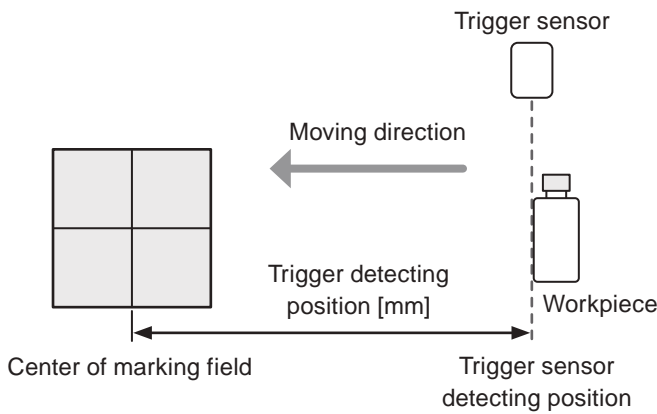 Trigger sensor
Moving direction
Trigger detecting
position [mm]
Workpiece
Center of marking field
Trigger sensor
detecting position